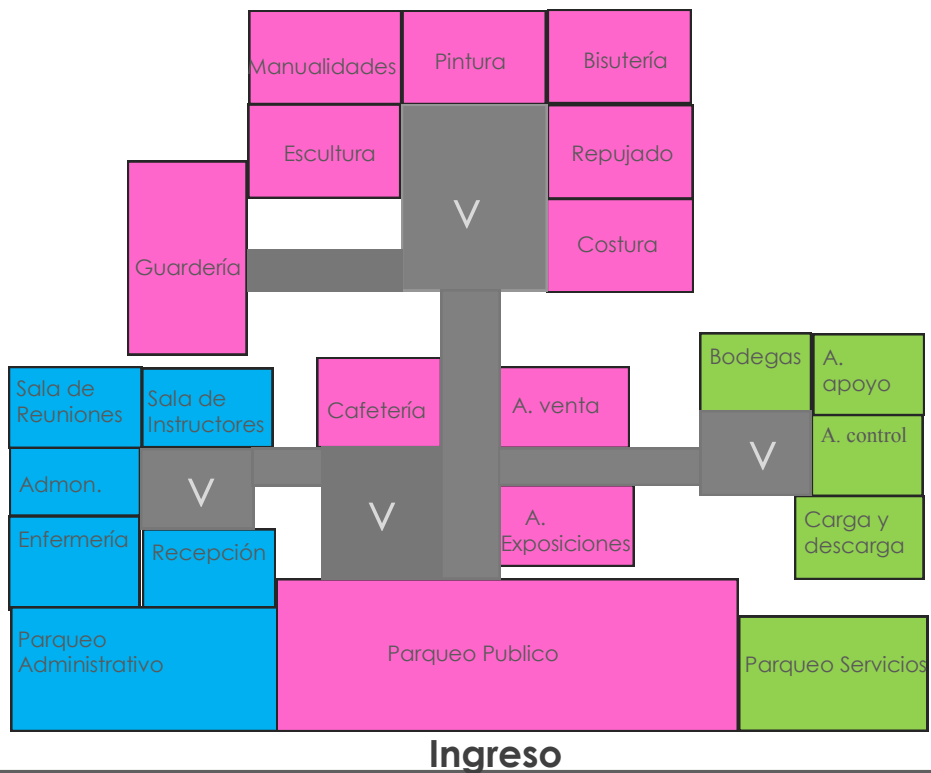 Manualidades
Pintura
Bisutería
Escultura
Repujado
V
Costura
Guardería
Bodegas
A.
apoyo
Sala de
Reuniones
Sala de
Instructores
Cafetería
A. venta
A. control
V
Admon.
V
V
A.
Exposiciones
Carga y
descarga
Enfermería
Recepción
Parqueo
Administrativo
Parqueo Publico
Parqueo Servicios
Ingreso